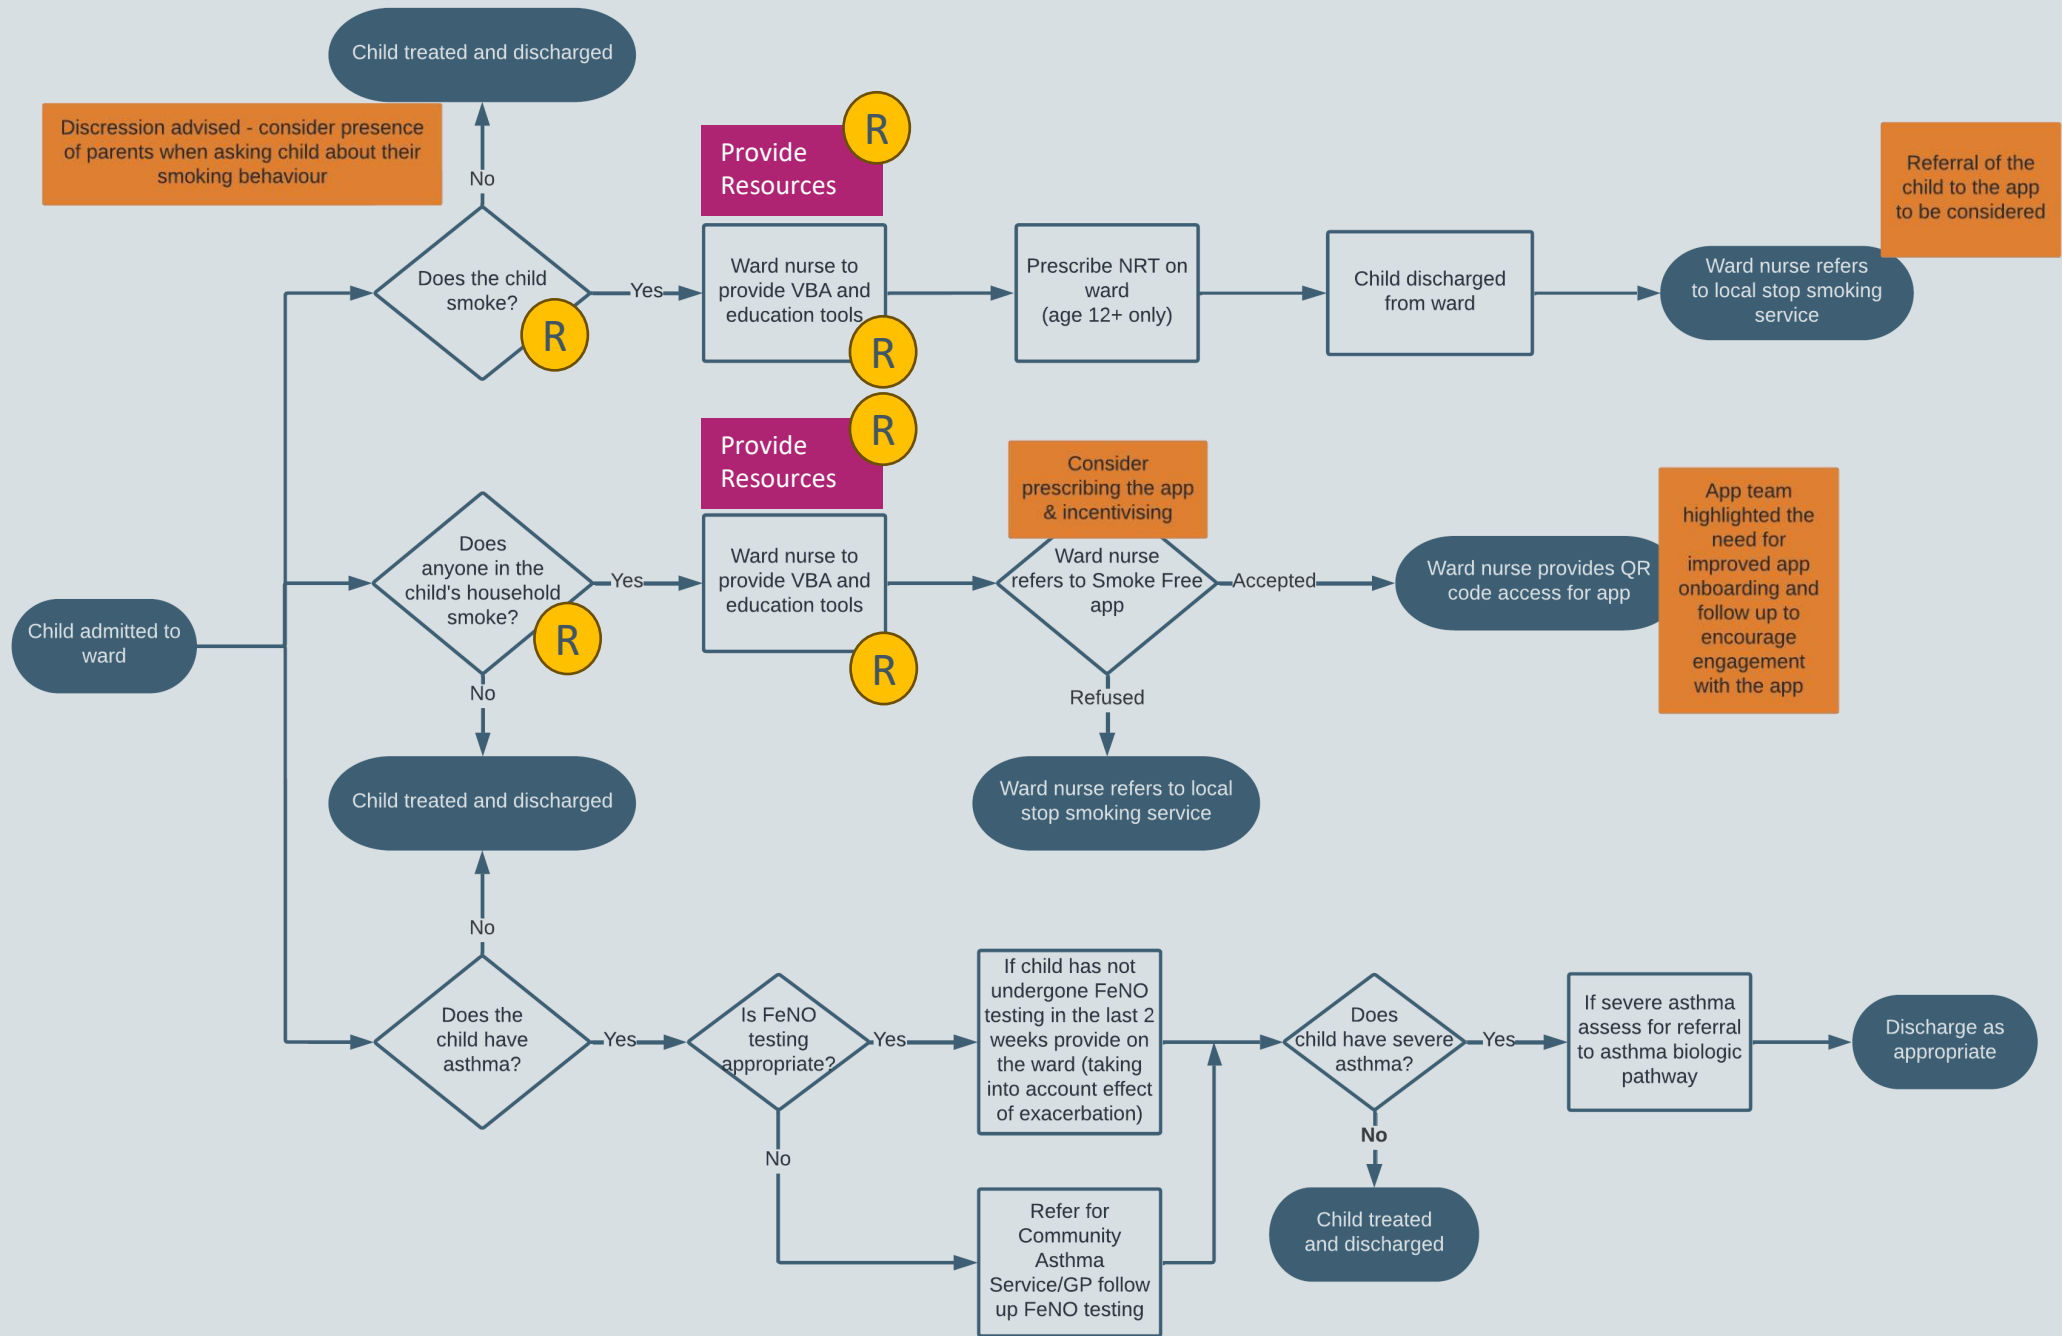 Child treated and discharged
Discression advised - consider presence
of parents when asking child about their
smoking behaviour
No
Does the child
smoke?
R
Yes
Provide
Resources
R
Ward nurse to
provide VBA and
education tools
R
Prescribe NRT on
ward
(age 12+ only)
Child discharged
from ward
Referral of the
child to the app
to be considered
Ward nurse refers
to local stop smoking
service
Child admitted to
ward
Does
anyone in the
child's household
smoke?
R
Yes
No
Provide
Resources
R
Ward nurse to
provide VBA and
education tools
R
Consider
prescribing the app
& incentivising
Ward nurse
refers to Smoke Free
app
Accepted
Ward nurse provides QR
code access for app
App team
highlighted the
need for
improved app
onboarding and
follow up to
encourage
engagement
with the app
Refused
Ward nurse refers to local
stop smoking service
Child treated and discharged
No
Does the
child have
asthma?
Yes
Is FeNO
testing
appropriate?
Yes
If child has not
undergone FeNO
testing in the last 2
weeks provide on
the ward (taking
into account effect
of exacerbation)
No
Refer for
Community
Asthma
Service/GP follow
up FeNO testing
Does
child have severe
asthma?
Yes
If severe asthma
assess for referral
to asthma biologic
pathway
Discharge as
appropriate
No
Child treated
and discharged